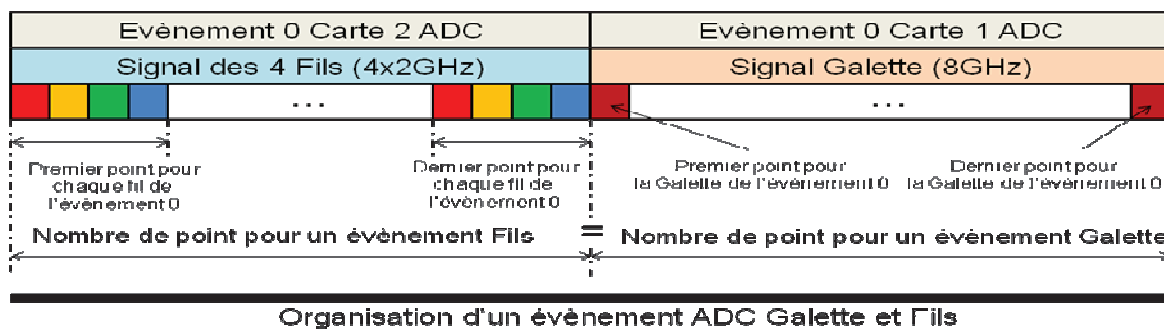 Evènement 0 Carte 2 ADC
Evènement 0 Carte 1 ADC
Signal des 4 Fils (4x2GHz)
Signal Galette (8GHz)
...
...
Premier point pour
chaque fil de
l'évènement 0
Dernier point pour
chaque fil de
l'évènement 0
Premier point pour
la Galette de l'évènement 0
Dernier point pour
la Galette de l'évènement 0
Nombre de point pour un évènement Fils
=
Nombre de point pour un évènement Galette
Organisation d'un évènement ADC Galette et Fils